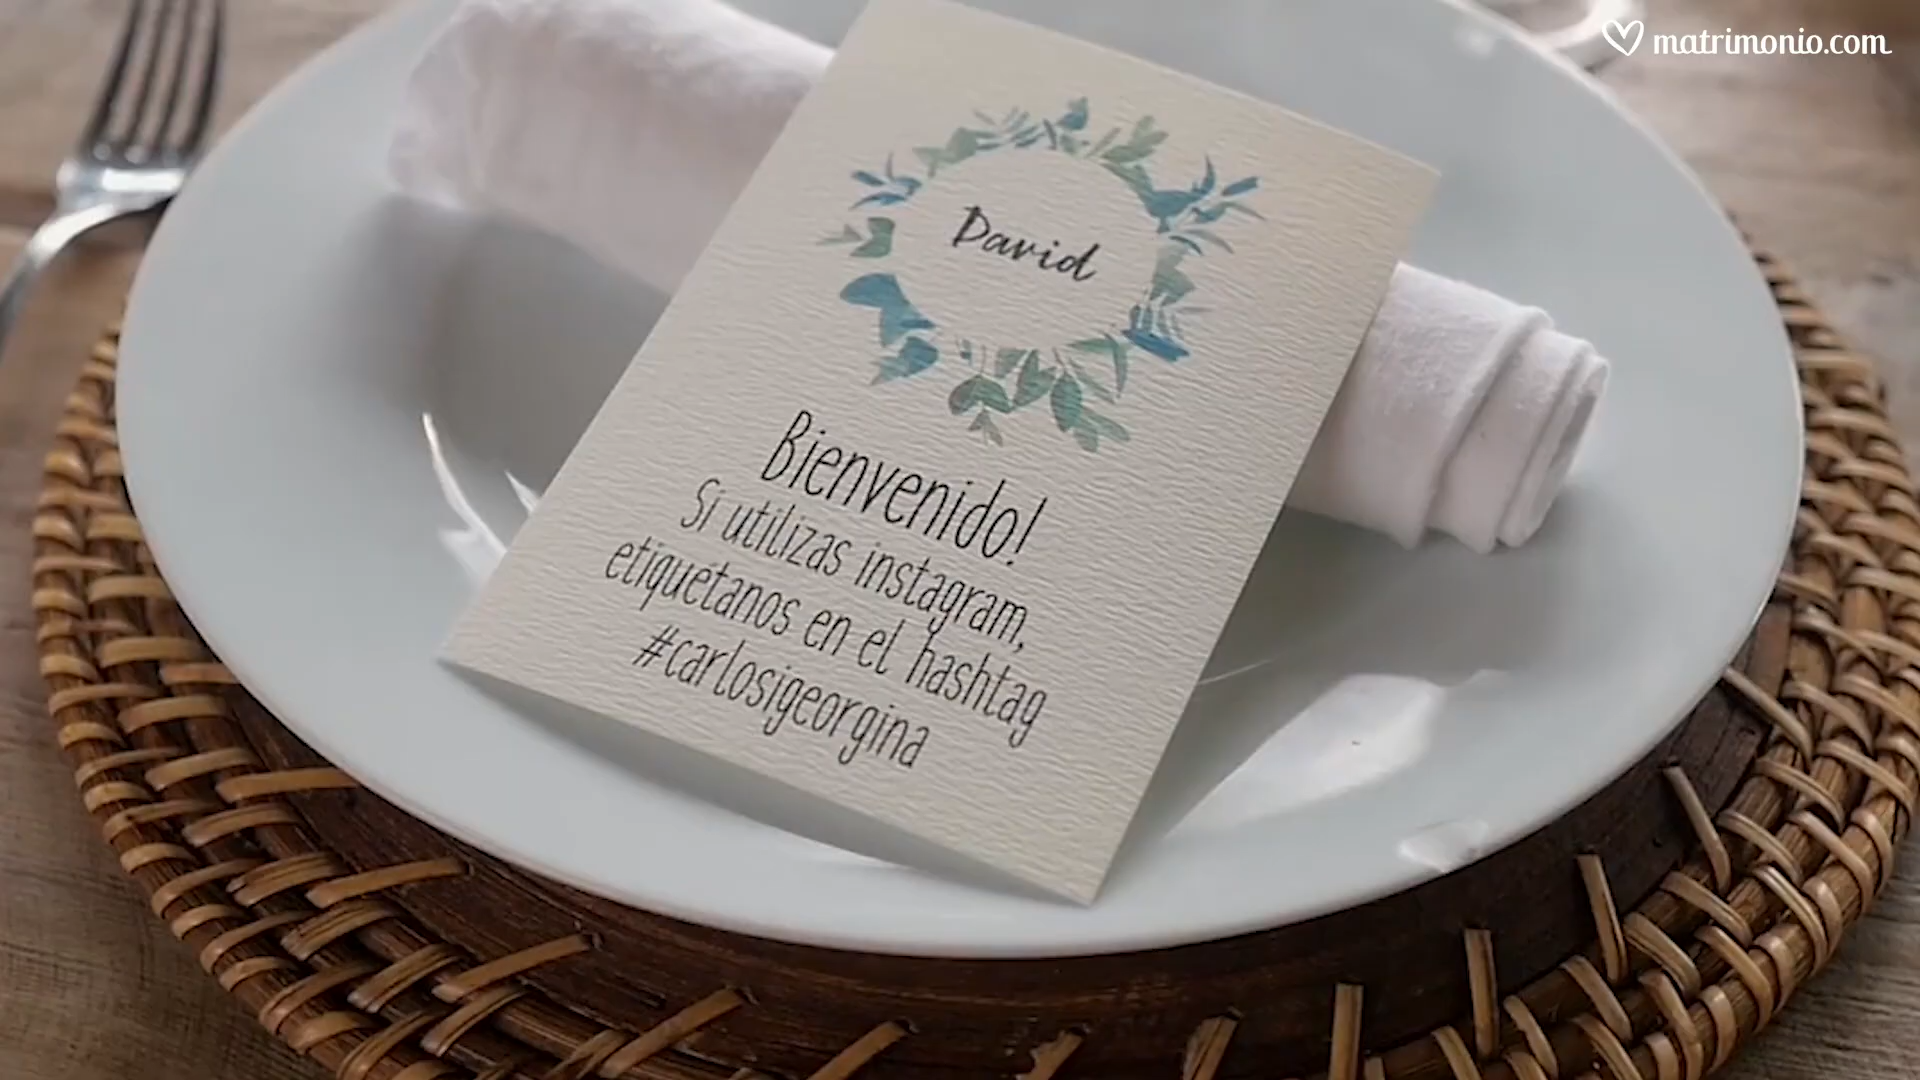 matrimonio.com
David
Bienvenido!
Si utilizas instagram,
etiquetanos en el hashtag
#carlosigeorgina